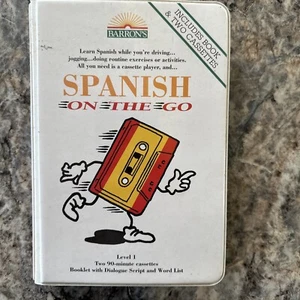 BARRON'S
INCLUDES BOOK
& TWO CASSETTES
Learn Spanish while you're driving...
jogging...doing routine exercises or activities.
All you need is a cassette player, and...
SPANISH
ON THE GO
Level 1
Two 90-minute cassettes
Booklet with Dialogue Script and Word List